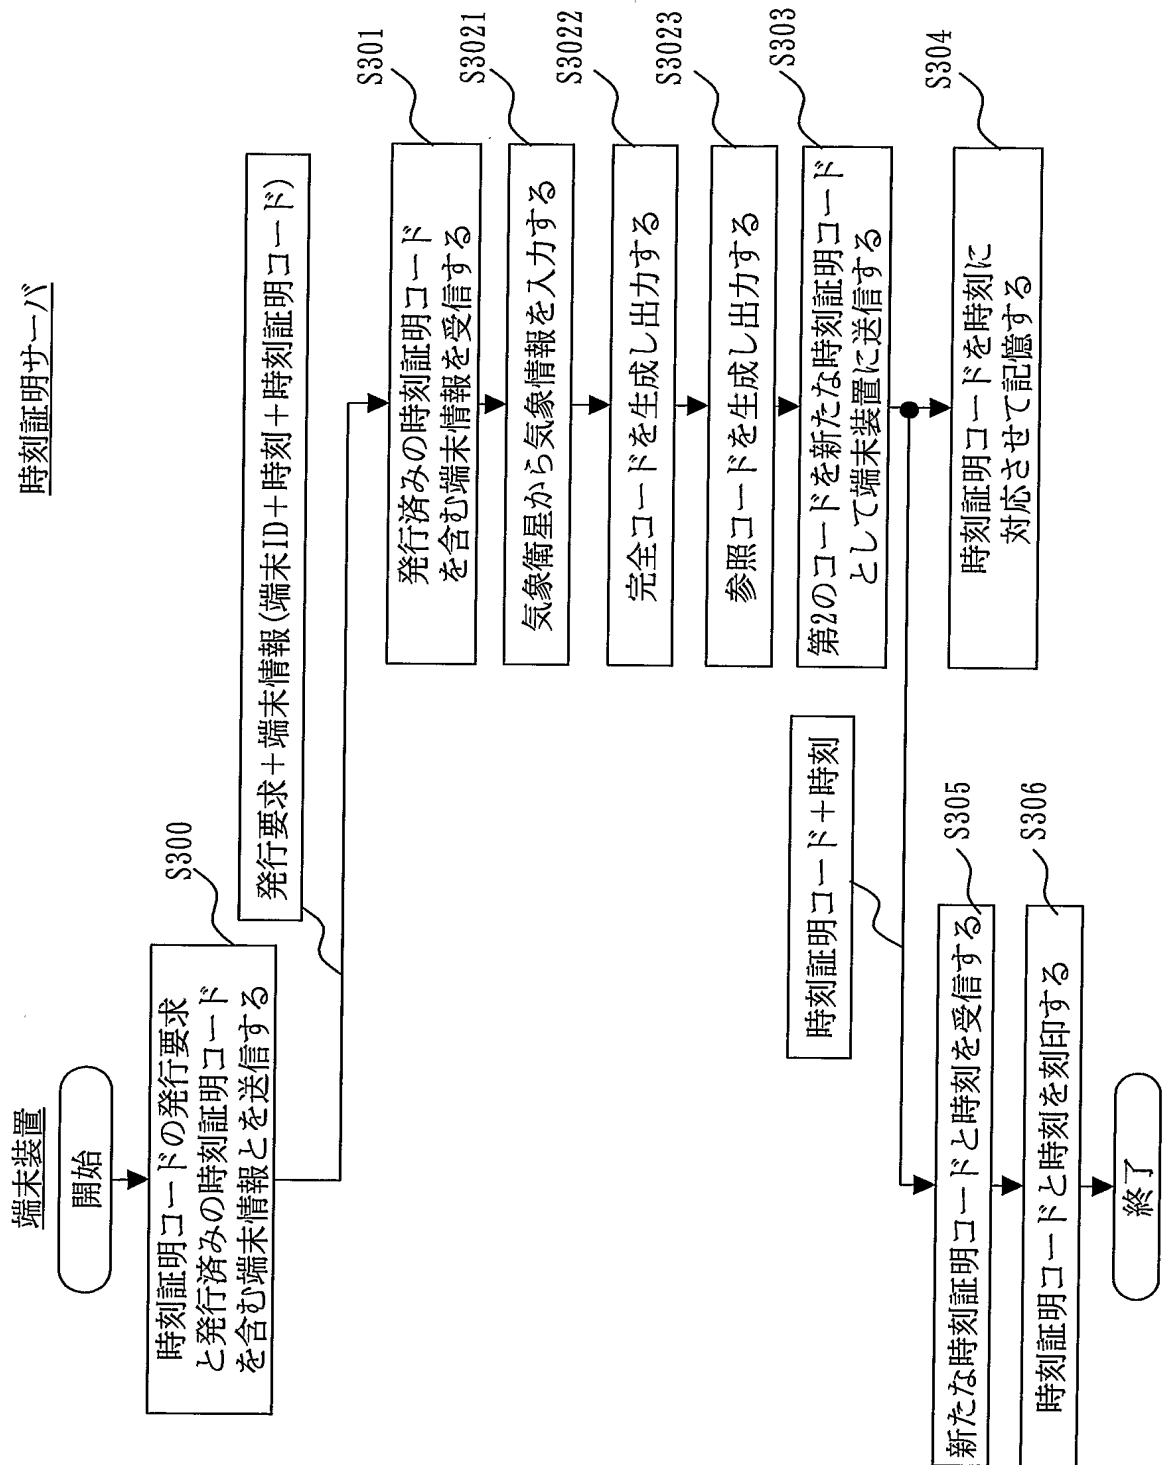 端末装置
時刻証明サーバ
開始
時刻証明コードの発行要求
と発行済みの時刻証明コード
を含む端末情報とを送信する
S300
発行要求＋端末情報(端末ID＋時刻＋時刻証明コード)
発行済みの時刻証明コード
を含む端末情報を受信する
S301
気象衛星から気象情報を入力する
S3021
完全コードを生成し出力する
S3022
参照コードを生成し出力する
S3023
第2のコードを新たな時刻証明コード
として端末装置に送信する
S303
時刻証明コード＋時刻
時刻証明コードを時刻に
対応させて記憶する
S304
新たな時刻証明コードと時刻を受信する
S305
時刻証明コードと時刻を刻印する
S306
終了